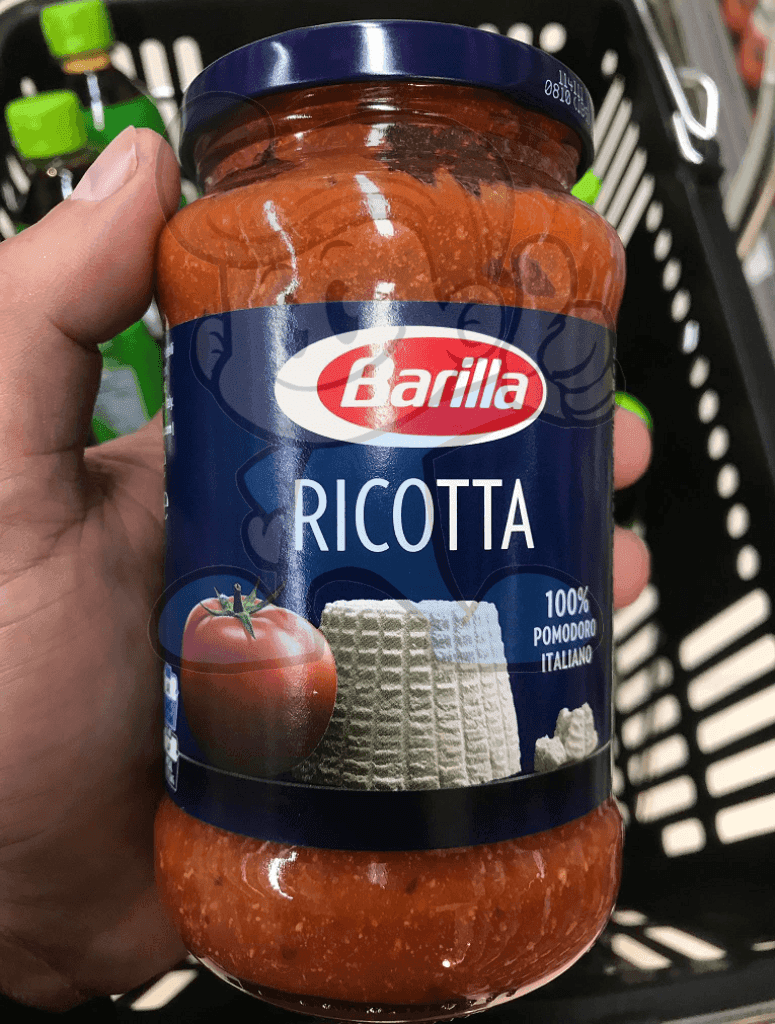 Barilla
RICOTTA
100%
POMODORO
ITALIANO